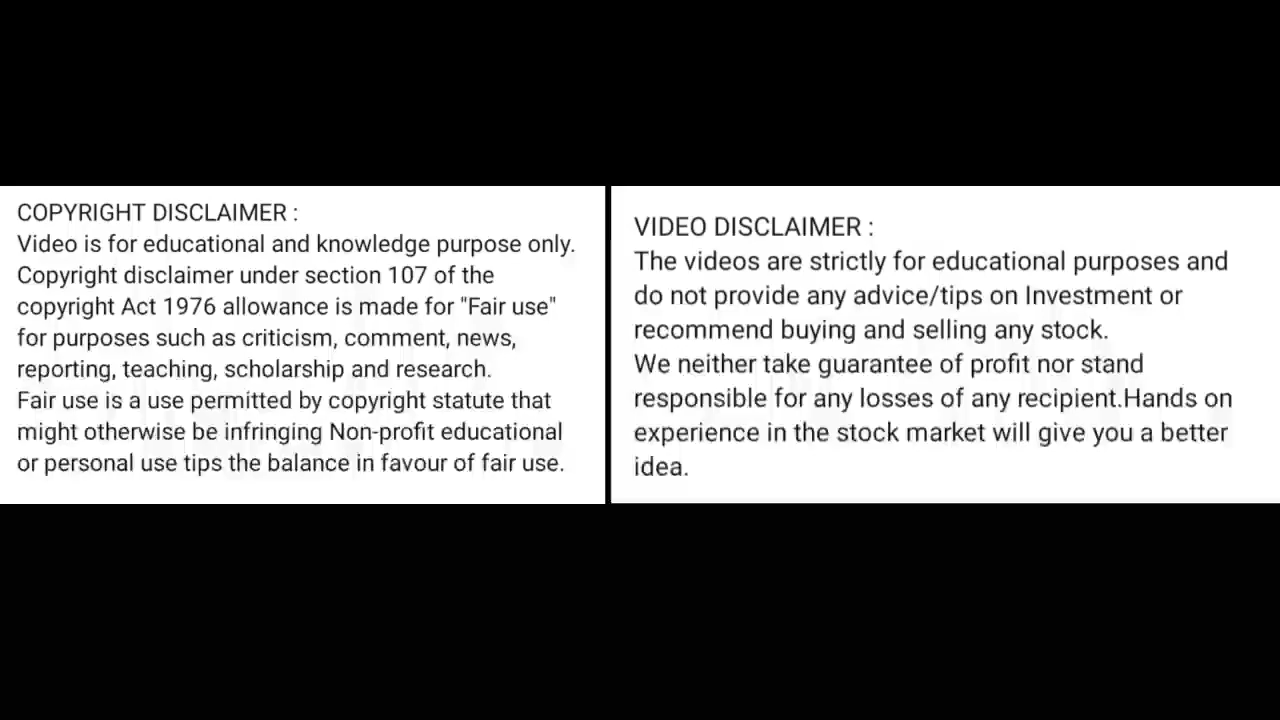 COPYRIGHT DISCLAIMER :
Video is for educational and knowledge purpose only.
Copyright disclaimer under section 107 of the
copyright Act 1976 allowance is made for "Fair use"
for purposes such as criticism, comment, news,
reporting, teaching, scholarship and research.
Fair use is a use permitted by copyright statute that
might otherwise be infringing Non-profit educational
or personal use tips the balance in favour of fair use.
VIDEO DISCLAIMER :
The videos are strictly for educational purposes and
do not provide any advice/tips on Investment or
recommend buying and selling any stock.
We neither take guarantee of profit nor stand
responsible for any losses of any recipient.Hands on
experience in the stock market will give you a better
idea.